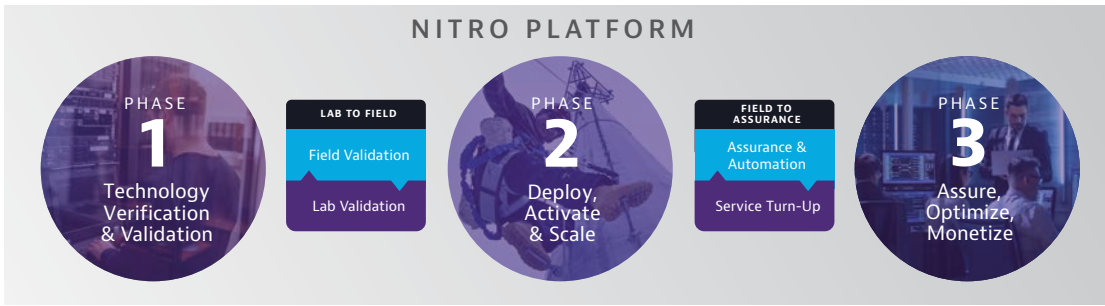 NITRO PLATFORM
PHASE
1
Technology
Verification
& Validation
LAB TO FIELD
Field Validation
Lab Validation
PHASE
2
Deploy,
Activate
& Scale
FIELD TO
ASSURANCE
Assurance &
Automation
Service Turn-Up
PHASE
3
Assure,
Optimize,
Monetize